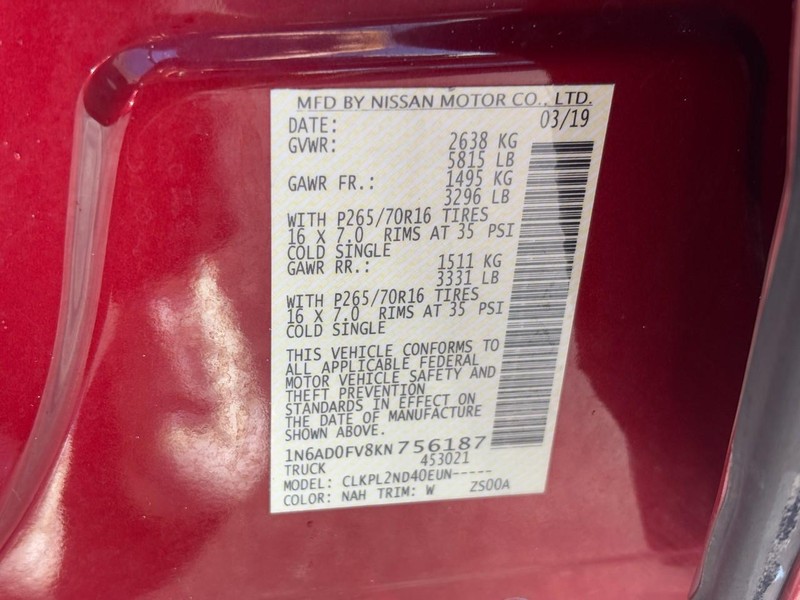 MFD BY NISSAN MOTOR CO., LTD.
DATE: 03/19
GVWR: 2638 KG
5815 LB
GAWR FR.: 1495 KG
3296 LB
WITH P265/70R16 TIRES
16 X 7.0 RIMS AT 35 PSI
COLD SINGLE
GAWR RR.: 1511 KG
3331 LB
WITH P265/70R16 TIRES
16 X 7.0 RIMS AT 35 PSI
COLD SINGLE
THIS VEHICLE CONFORMS TO
ALL APPLICABLE FEDERAL
MOTOR VEHICLE SAFETY AND
THEFT PREVENTION
STANDARDS IN EFFECT ON
THE DATE OF MANUFACTURE
SHOWN ABOVE.
1N6AD0FV8KN756187
TRUCK 453021
MODEL: CLKPL2ND40EUN-----
COLOR: NAH TRIM: W ZS00A